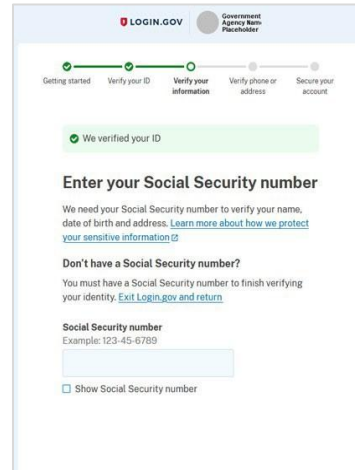 LOGIN.GOV
Government
Agency Name
Placeholder
Getting started
Verify your ID
Verify your
information
Verify phone or
address
Secure your
account
We verified your ID
Enter your Social Security number
We need your Social Security number to verify your name,
date of birth and address. Learn more about how we protect
your sensitive information
Don't have a Social Security number?
You must have a Social Security number to finish verifying
your identity. Exit Login.gov and return
Social Security number
Example: 123-45-6789
Show Social Security number